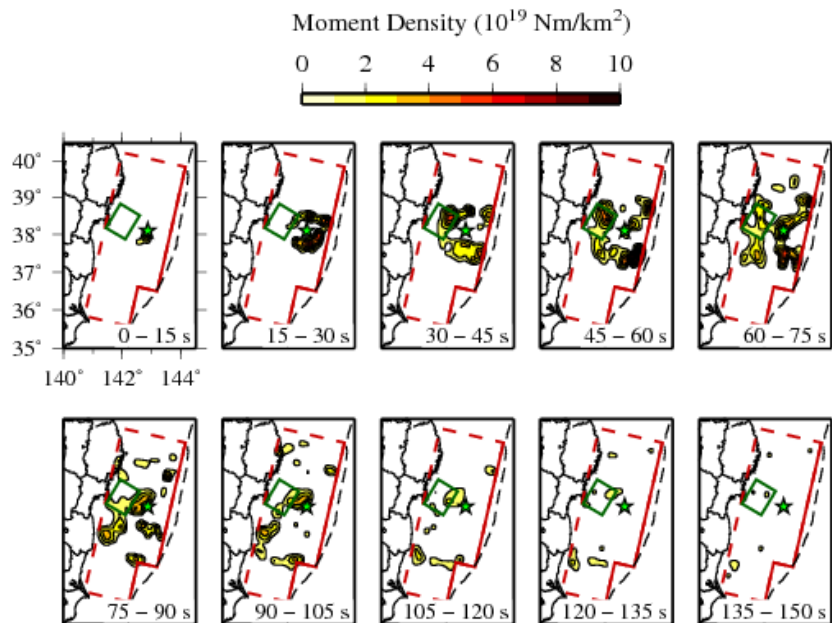 Moment Density (10¹⁹ Nm/km²)
0 2 4 6 8 10
40°
39°
38°
37°
36°
35°
0 – 15 s 15 – 30 s 30 – 45 s 45 – 60 s 60 – 75 s
140° 142° 144°
75 – 90 s 90 – 105 s 105 – 120 s 120 – 135 s 135 – 150 s